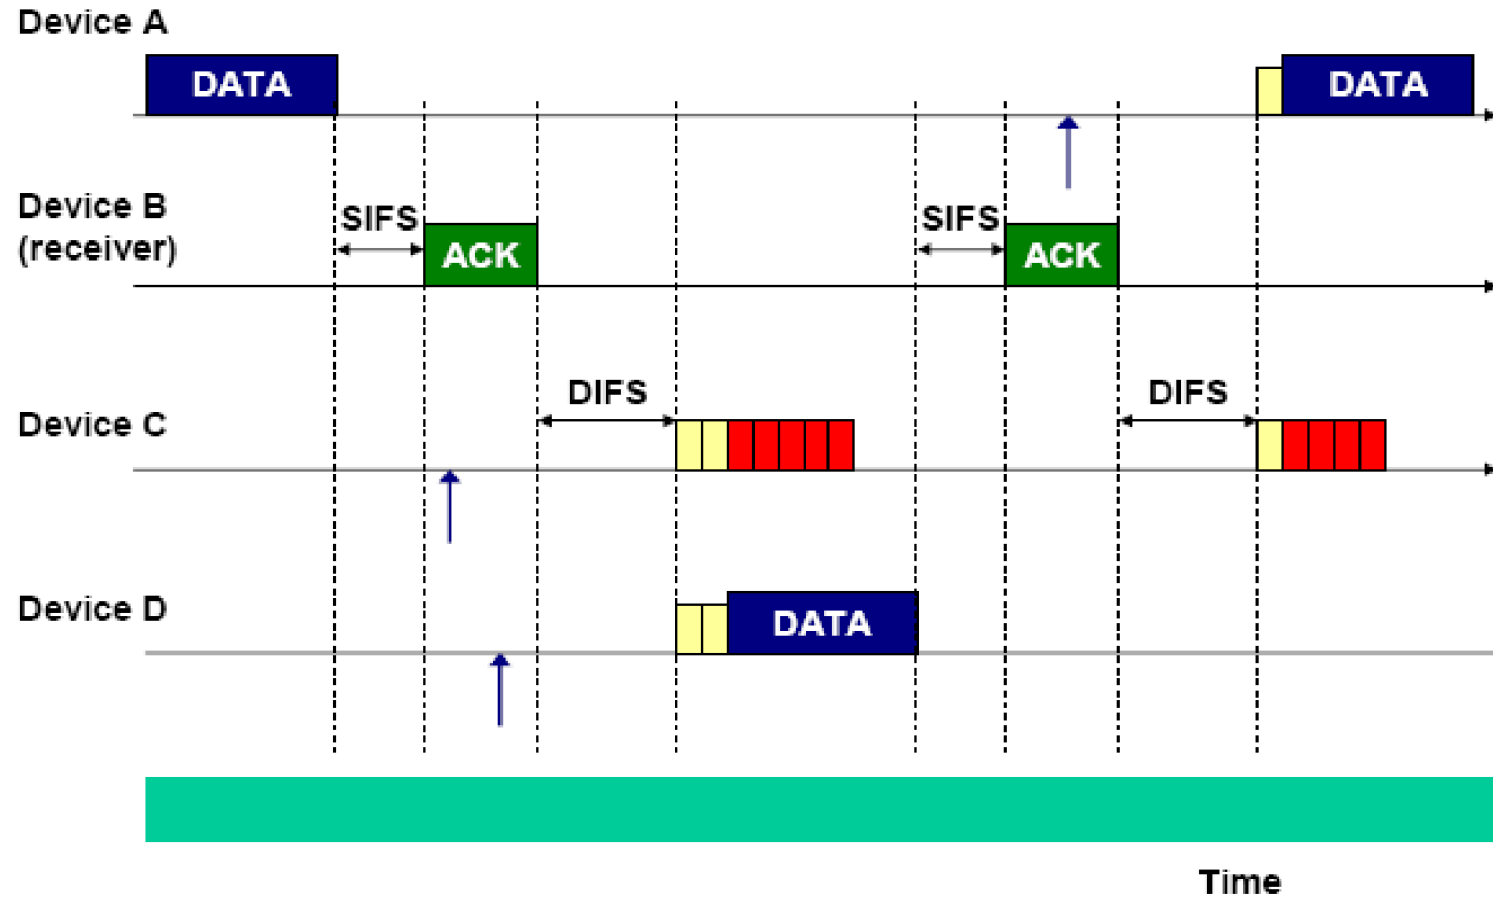 Device A
DATA
DATA
Device B
(receiver)
SIFS
ACK
SIFS
ACK
Device C
DIFS
DIFS
Device D
DATA
Time